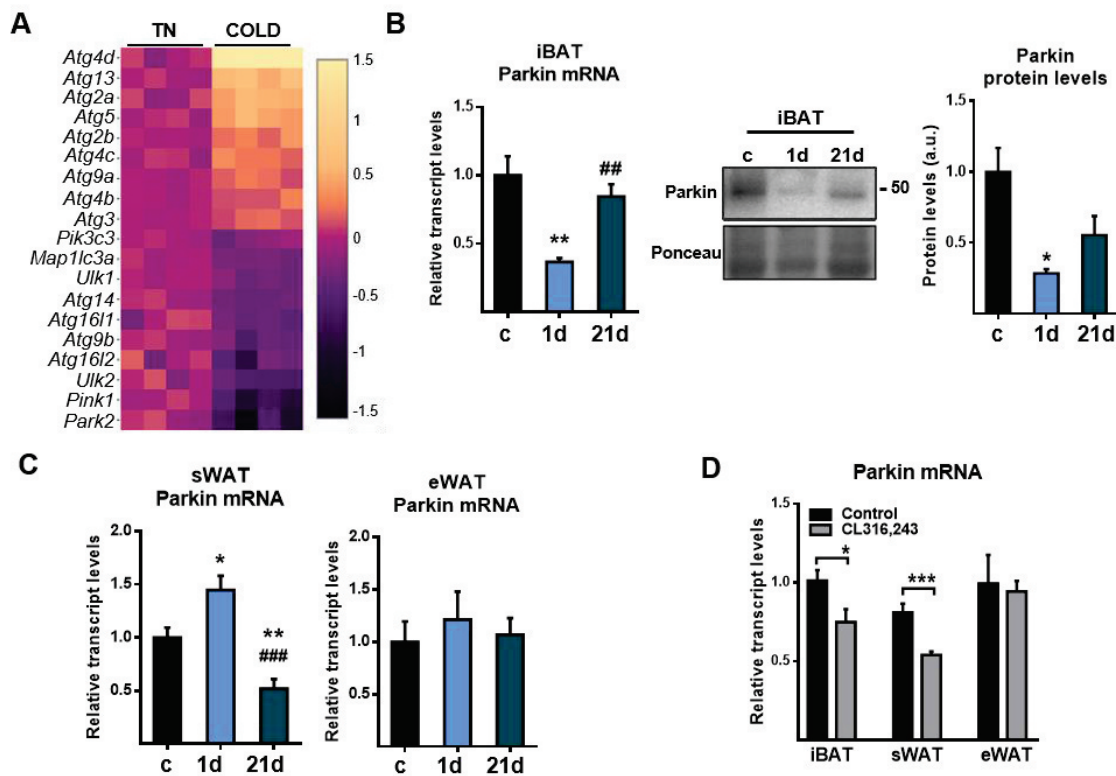 A
TN COLD
Atg4d
Atg13
Atg2a
Atg5
Atg2b
Atg4c
Atg9a
Atg4b
Atg3
Pik3c3
Map1lc3a
Ulk1
Atg14
Atg16l1
Atg9b
Atg16l2
Ulk2
Pink1
Park2
1.5
1
0.5
0
-0.5
-1
-1.5
B
iBAT
Parkin mRNA
Relative transcript levels
1.5
1.0
0.5
**
##
c 1d 21d
iBAT
c 1d 21d
Parkin
- 50
Ponceau
Parkin
protein levels
Protein levels (a.u.)
1.5
1.0
0.5
*
c 1d 21d
C
sWAT
Parkin mRNA
Relative transcript levels
2.0
1.5
1.0
0.5
*
**
###
c 1d 21d
eWAT
Parkin mRNA
Relative transcript levels
2.0
1.5
1.0
0.5
c 1d 21d
D
Parkin mRNA
Relative transcript levels
1.5
1.0
0.5
Control
CL316,243
*
***
iBAT sWAT eWAT